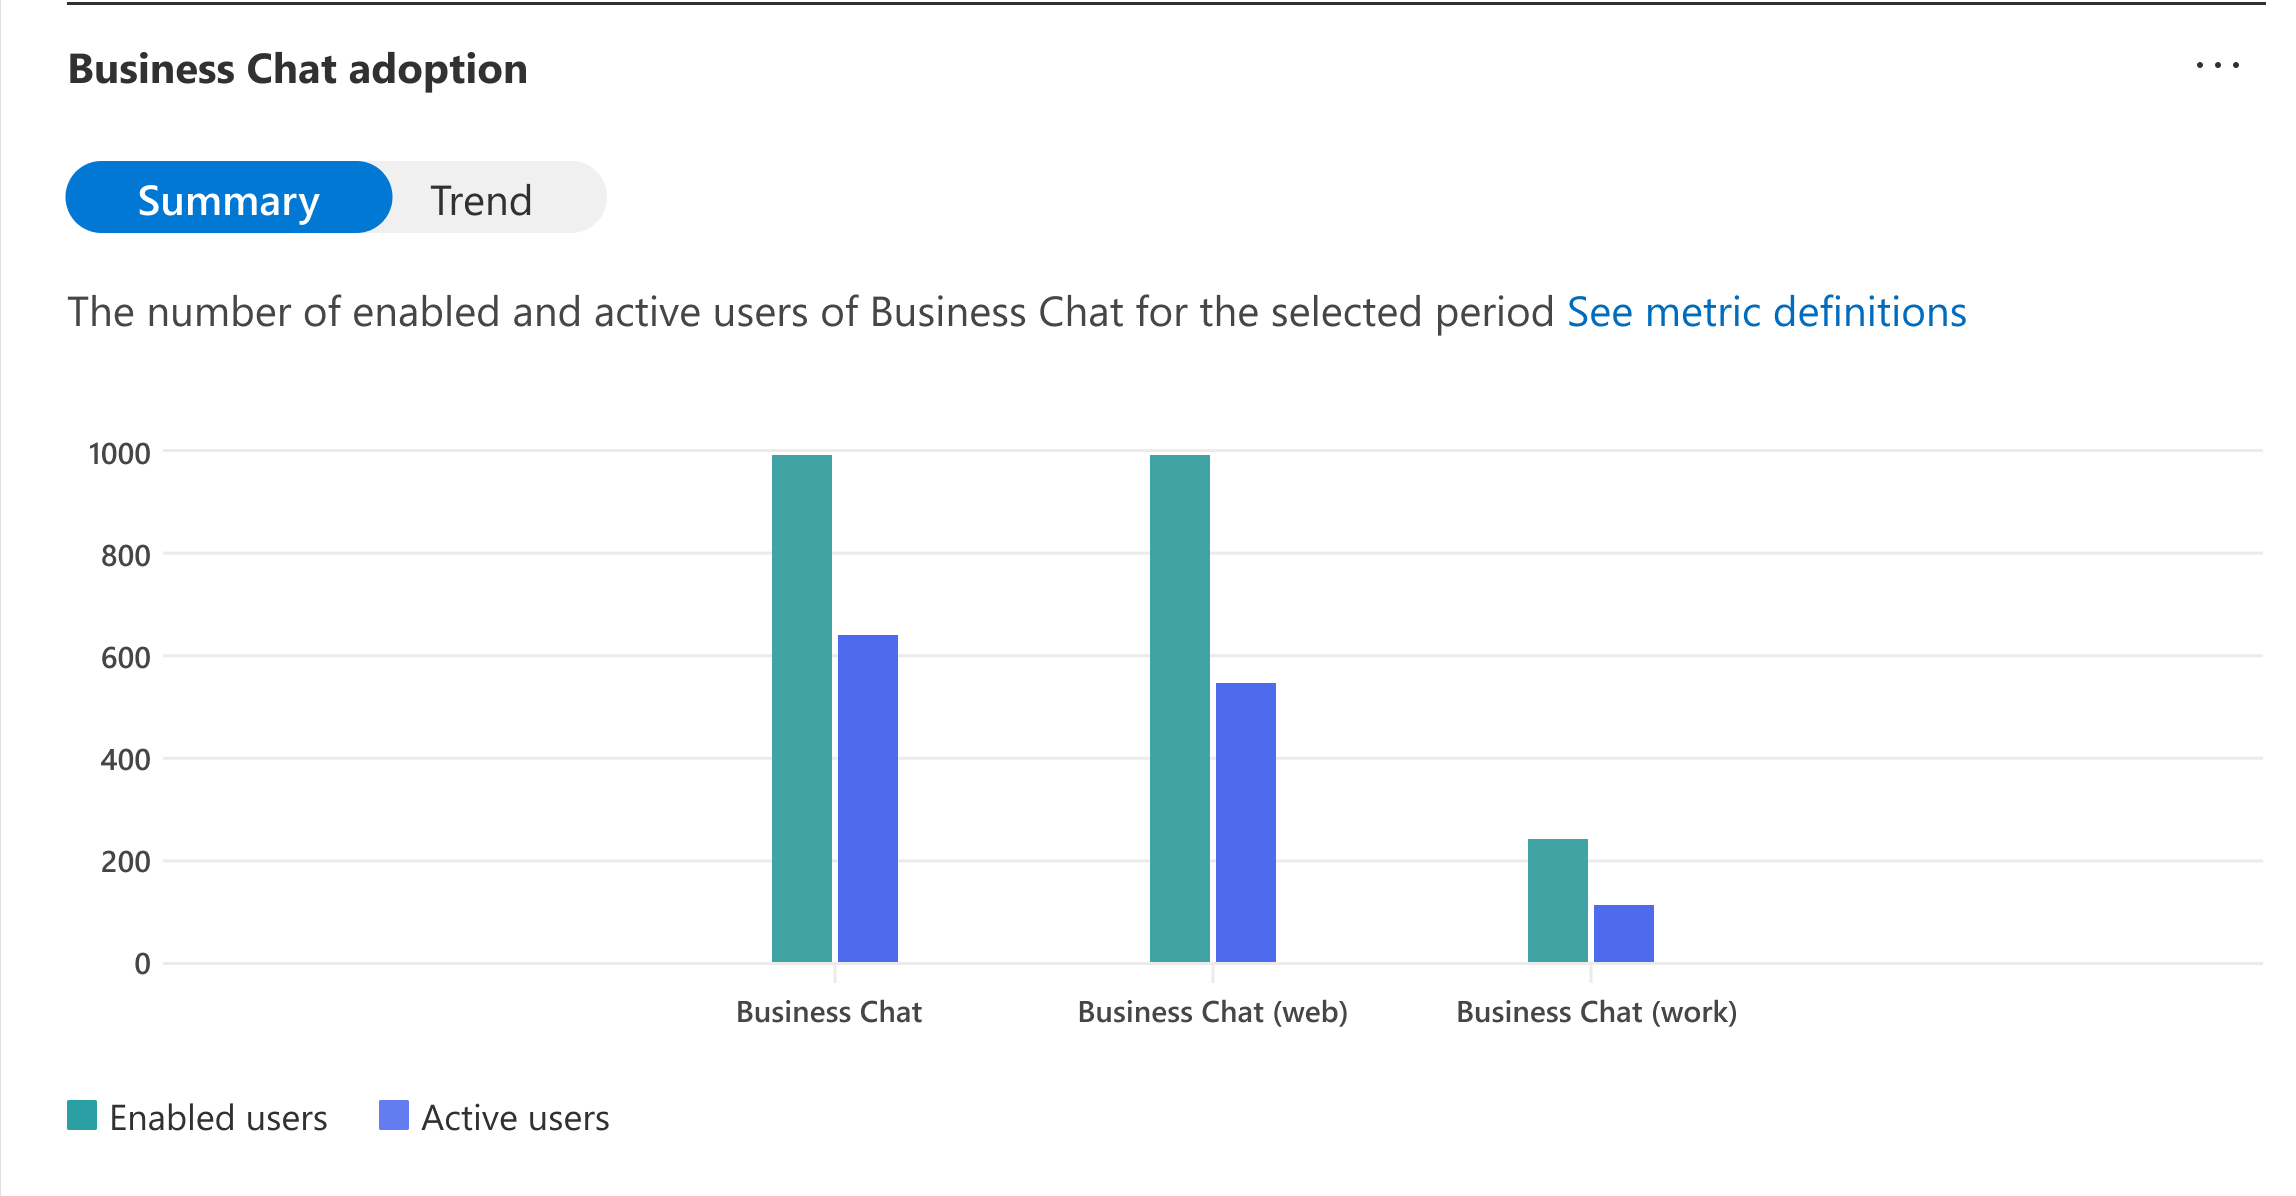 Business Chat adoption
Summary Trend
The number of enabled and active users of Business Chat for the selected period See metric definitions
1000
800
600
400
200
0
Business Chat Business Chat (web) Business Chat (work)
Enabled users Active users